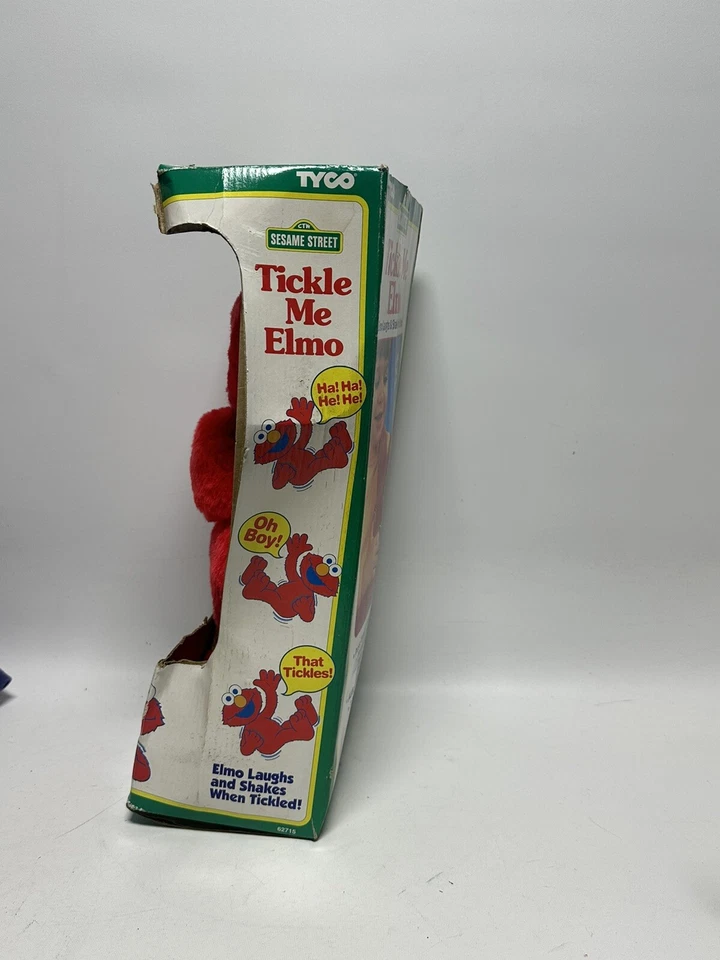 TYCO
CTW
SESAME STREET
Tickle
Me
Elmo
Ha! Ha!
He! He!
Oh
Boy!
That
Tickles!
Elmo Laughs
and Shakes
When Tickled!
62715